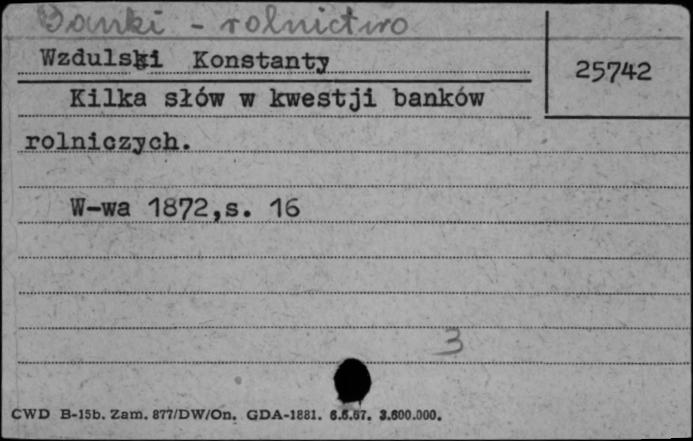 Banki - rolnictwo
Wzdulski Konstanty
25742
Kilka słów w kwestji banków
rolniczych.
W-wa 1872,s. 16
3
CWD B-15b. Zam. 877/DW/On. GDA-1881. 6.6.67. 3.600.000.